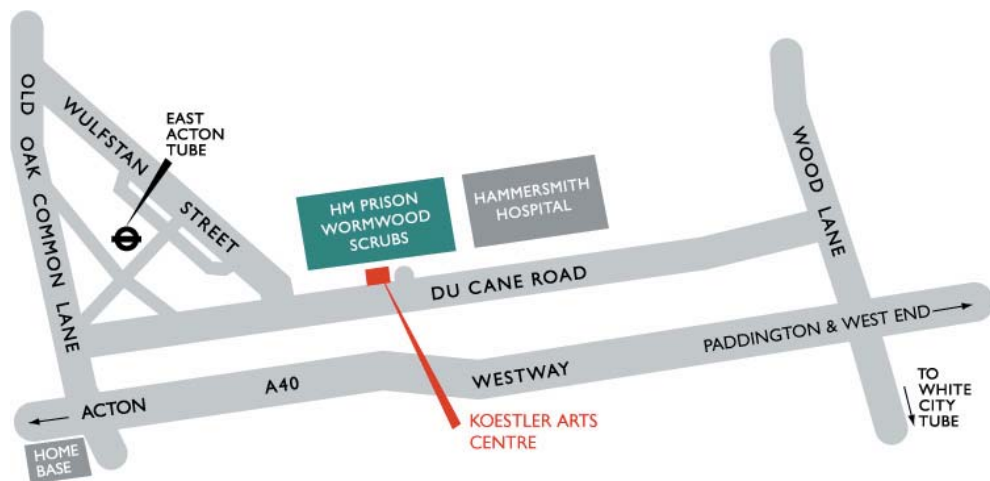 OLD OAK COMMON LANE
WULFSTAN STREET
EAST
ACTON
TUBE
HM PRISON
WORMWOOD
SCRUBS
HAMMERSMITH
HOSPITAL
WOOD LANE
DU CANE ROAD
PADDINGTON & WEST END
A40
WESTWAY
ACTON
TO
WHITE
CITY
TUBE
KOESTLER ARTS
CENTRE
HOME
BASE